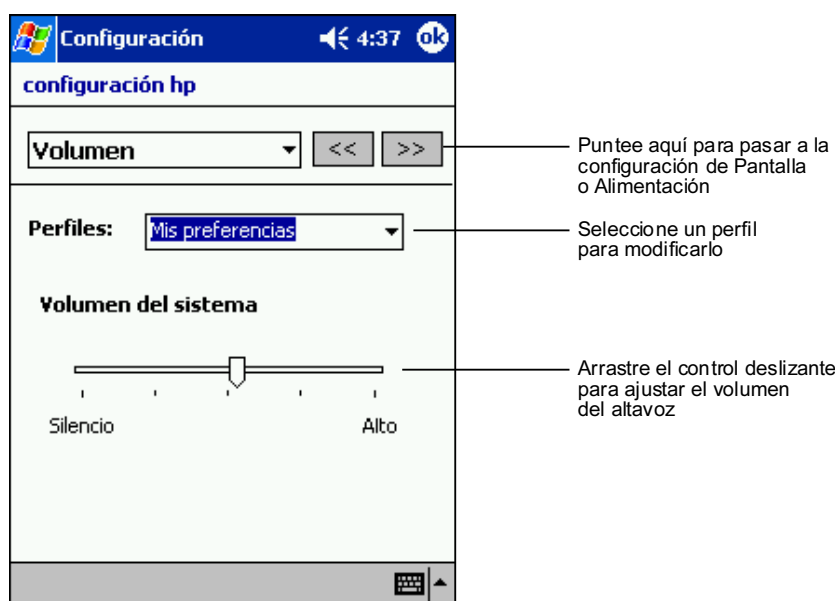 Configuración 4:37 ok
configuración hp
Volumen << >>
Puntee aquí para pasar a la
configuración de Pantalla
o Alimentación
Perfiles: Mis preferencias
Seleccione un perfil
para modificarlo
Volumen del sistema
Arrastre el control deslizante
para ajustar el volumen
del altavoz
Silencio Alto